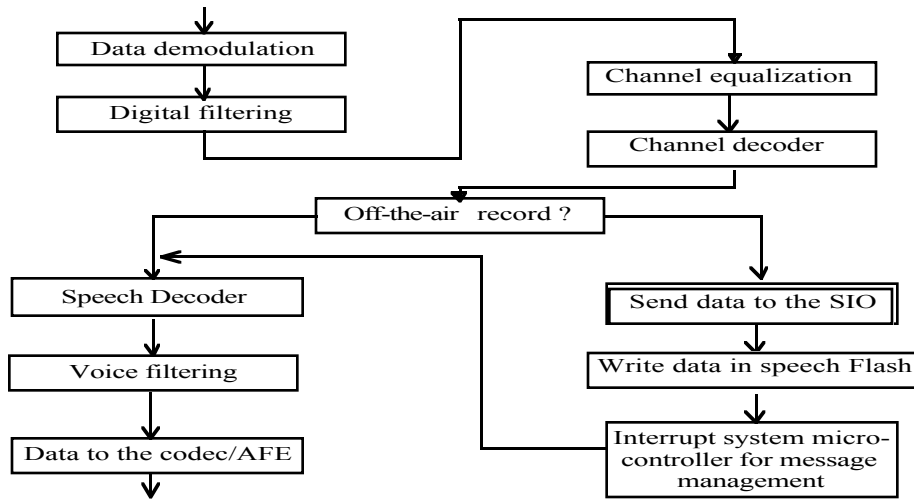 Data demodulation
Digital filtering
Channel equalization
Channel decoder
Off-the-air record ?
Speech Decoder
Voice filtering
Data to the codec/AFE
Send data to the SIO
Write data in speech Flash
Interrupt system micro-
controller for message
management